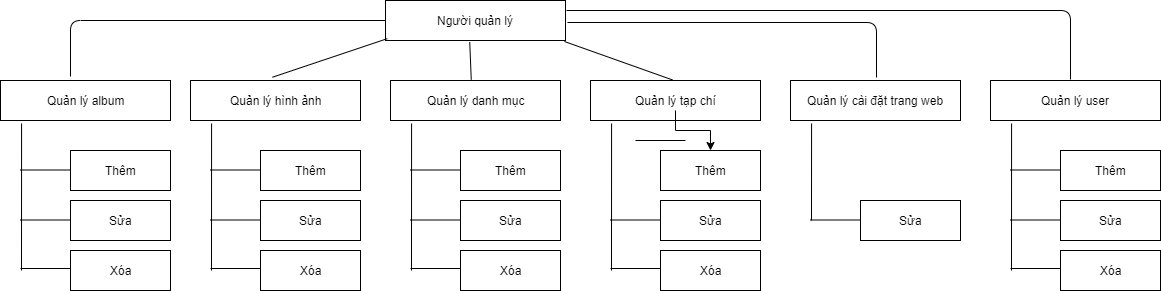 Người quản lý
Quản lý album
Quản lý hình ảnh
Quản lý danh mục
Quản lý tạp chí
Quản lý cài đặt trang web
Quản lý user
Thêm
Thêm
Thêm
Thêm
Thêm
Sửa
Sửa
Sửa
Sửa
Sửa
Sửa
Xóa
Xóa
Xóa
Xóa
Xóa